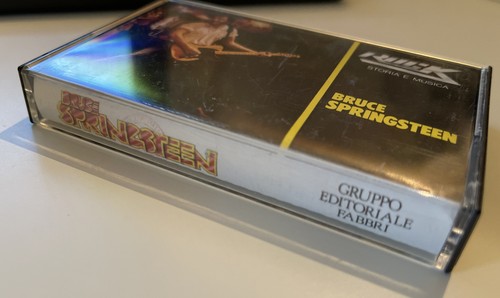 Rock
STORIA E MUSICA
BRUCE
SPRINGSTEEN
BRUCE
SPRINGSTEEN
GRUPPO
EDITORIALE
FABBRI